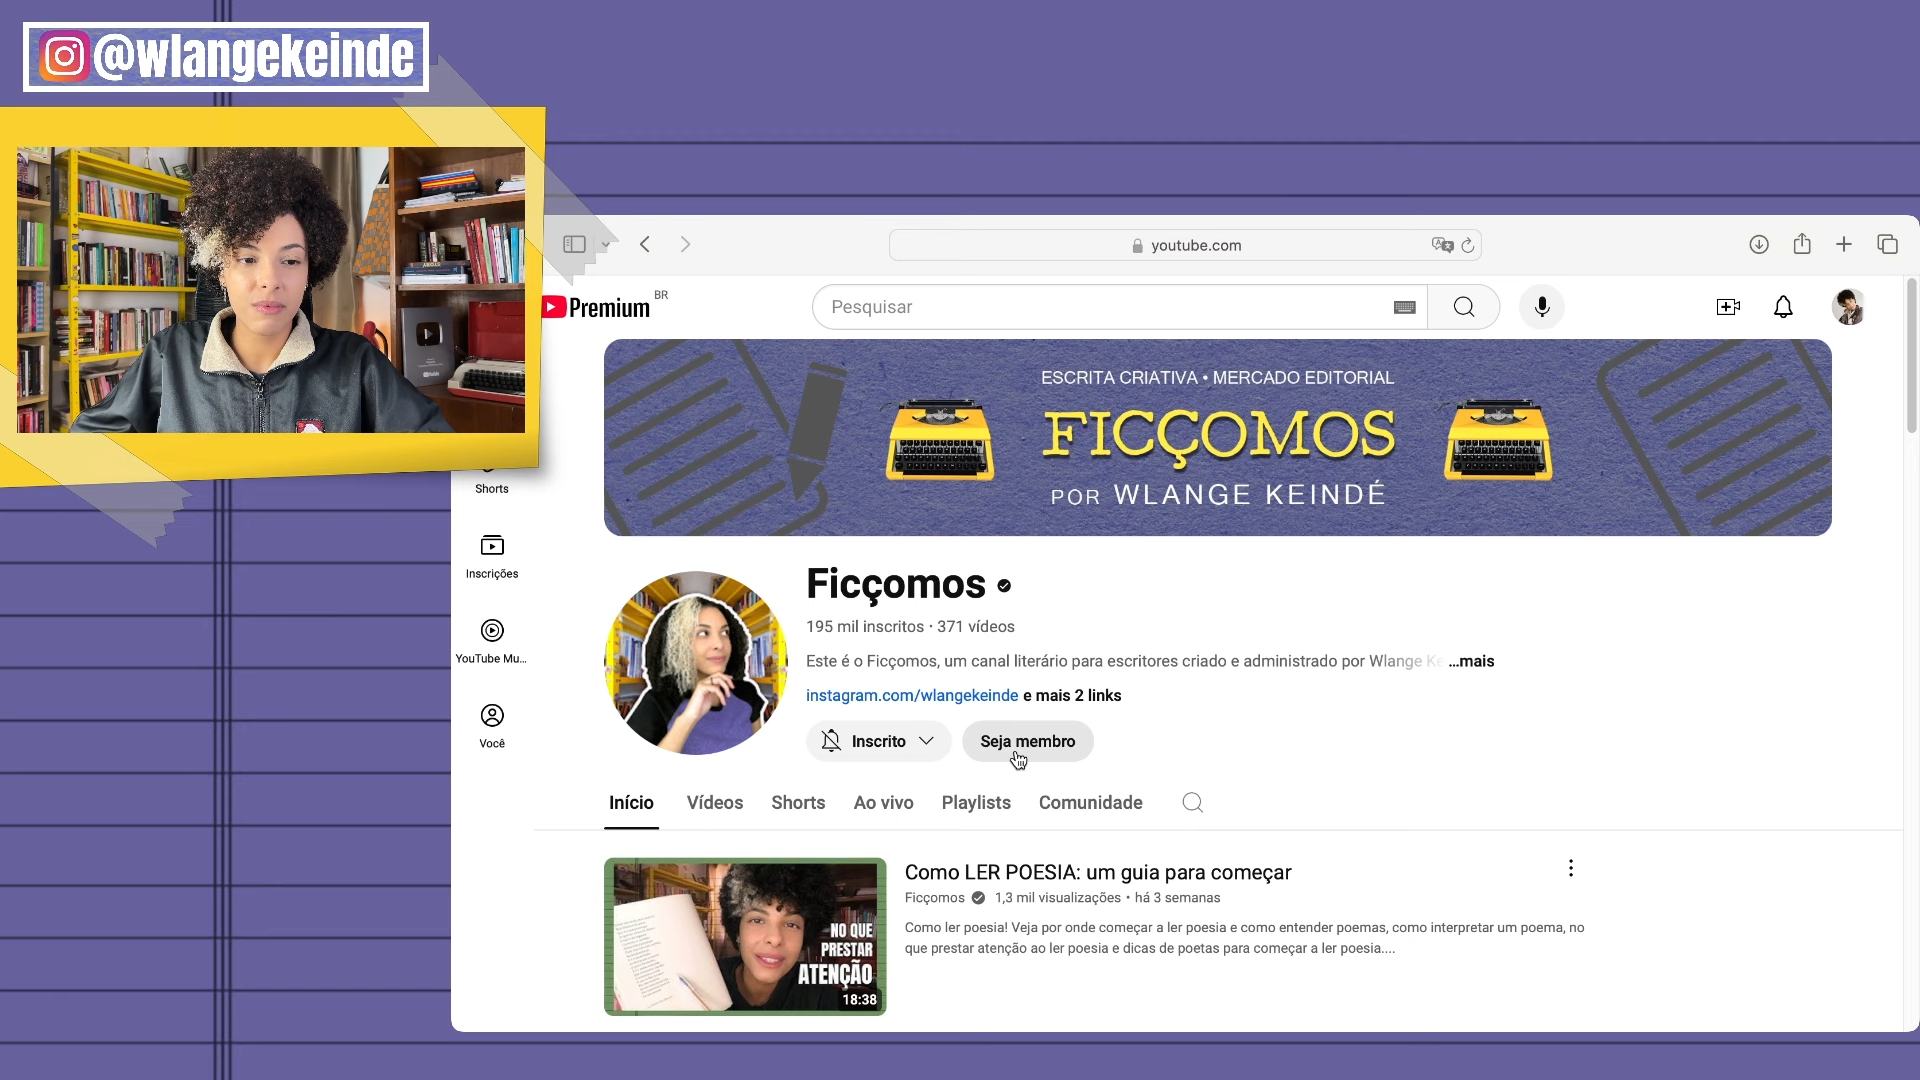 @wlangekeinde
youtube.com
Premium BR
Pesquisar
ESCRITA CRIATIVA • MERCADO EDITORIAL
FICÇOMOS
POR WLANGE KEINDÉ
Shorts
Inscrições
YouTube Mu...
Você
Ficçomos
195 mil inscritos • 371 vídeos
Este é o Ficçomos, um canal literário para escritores criado e administrado por Wlange Ke ...mais
instagram.com/wlangekeinde e mais 2 links
Inscrito
Seja membro
Início
Vídeos
Shorts
Ao vivo
Playlists
Comunidade
NO QUE
PRESTAR
ATENÇÃO
18:38
Como LER POESIA: um guia para começar
Ficçomos 1,3 mil visualizações • há 3 semanas
Como ler poesia! Veja por onde começar a ler poesia e como entender poemas, como interpretar um poema, no
que prestar atenção ao ler poesia e dicas de poetas para começar a ler poesia....